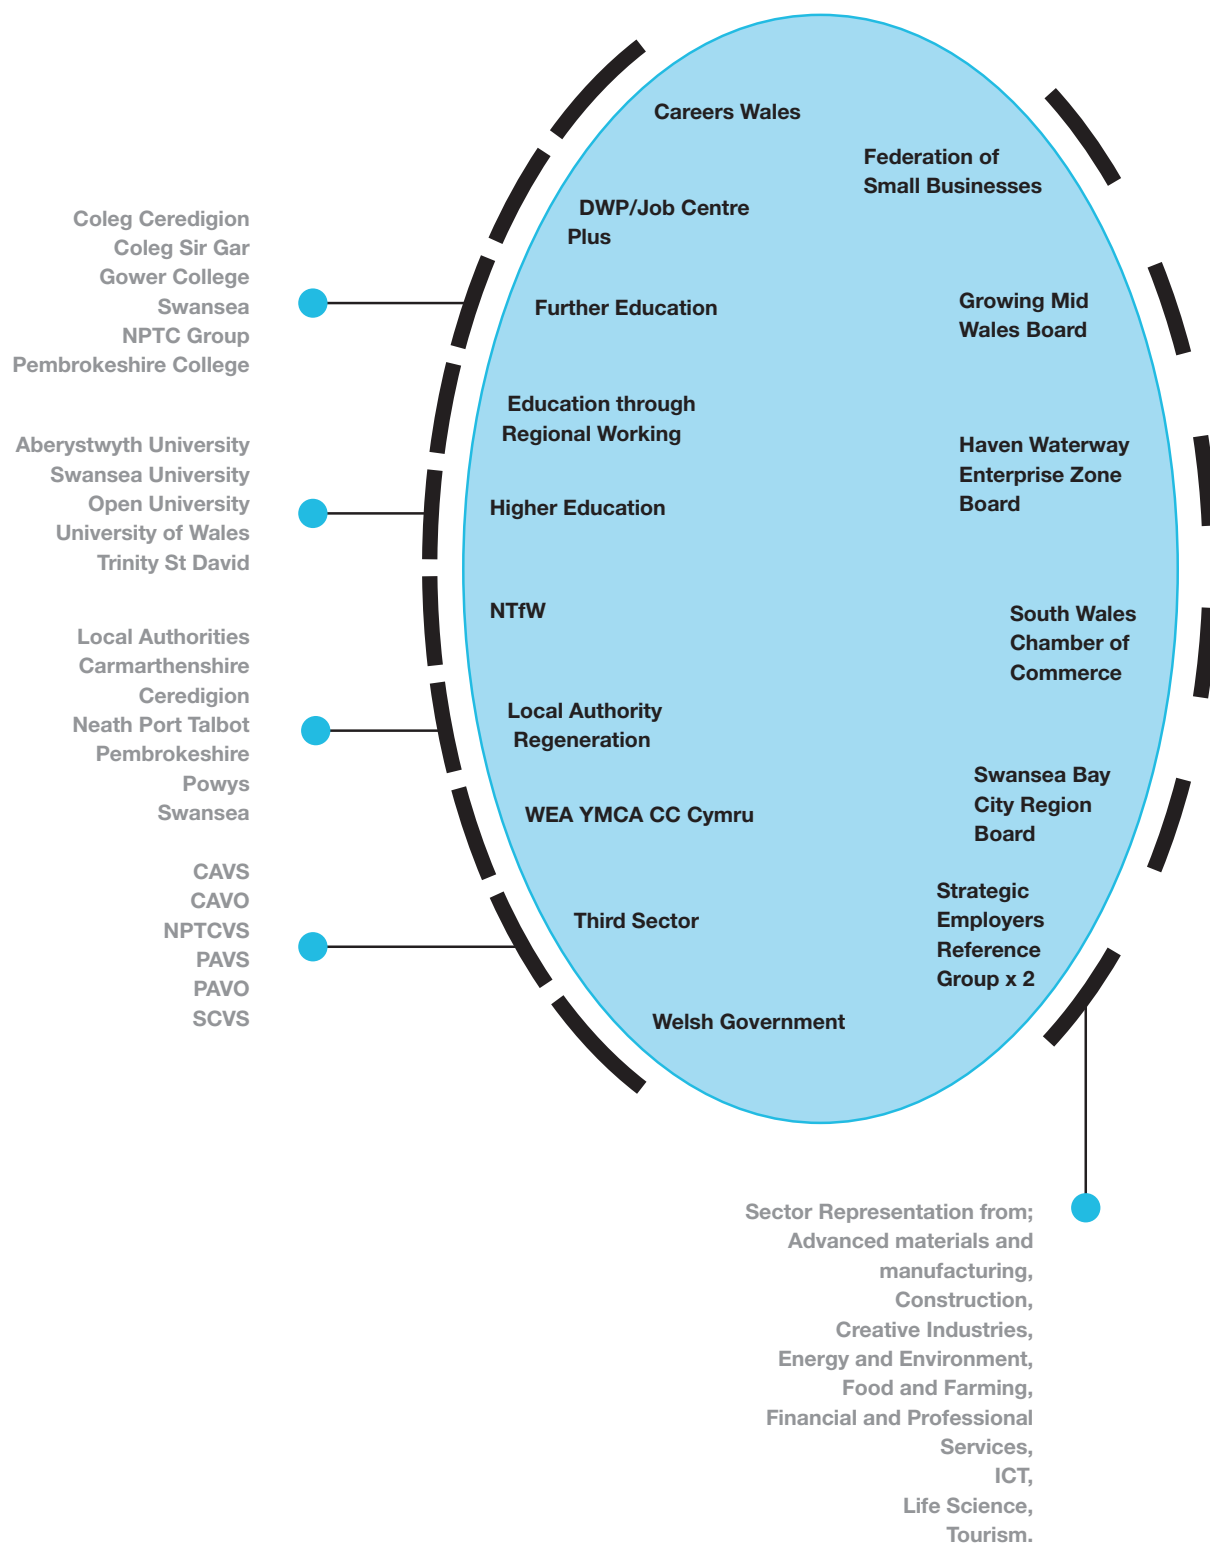 Careers Wales
Federation of
Small Businesses
DWP/Job Centre
Plus
Further Education
Growing Mid
Wales Board
Education through
Regional Working
Haven Waterway
Enterprise Zone
Board
Higher Education
NTfW
South Wales
Chamber of
Commerce
Local Authority
Regeneration
Swansea Bay
City Region
Board
WEA YMCA CC Cymru
Strategic
Employers
Reference
Group x 2
Third Sector
Welsh Government
Coleg Ceredigion
Coleg Sir Gar
Gower College
Swansea
NPTC Group
Pembrokeshire College
Aberystwyth University
Swansea University
Open University
University of Wales
Trinity St David
Local Authorities
Carmarthenshire
Ceredigion
Neath Port Talbot
Pembrokeshire
Powys
Swansea
CAVS
CAVO
NPTCVS
PAVS
PAVO
SCVS
Sector Representation from;
Advanced materials and
manufacturing,
Construction,
Creative Industries,
Energy and Environment,
Food and Farming,
Financial and Professional
Services,
ICT,
Life Science,
Tourism.